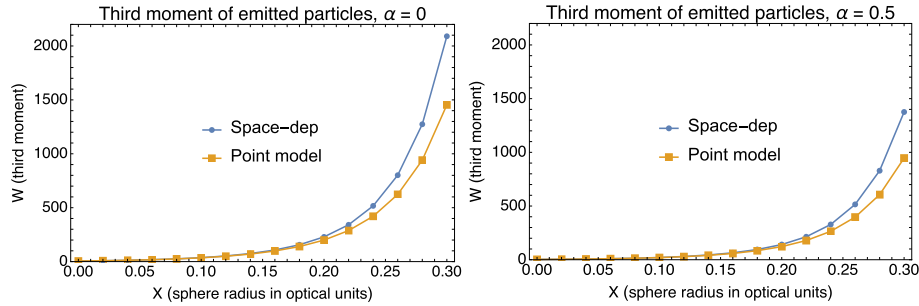 Third moment of emitted particles, α = 0
W (third moment)
2000
1500
1000
500
0
Space-dep
Point model
0.00 0.05 0.10 0.15 0.20 0.25 0.30
X (sphere radius in optical units)
Third moment of emitted particles, α = 0.5
W (third moment)
2000
1500
1000
500
0
Space-dep
Point model
0.00 0.05 0.10 0.15 0.20 0.25 0.30
X (sphere radius in optical units)